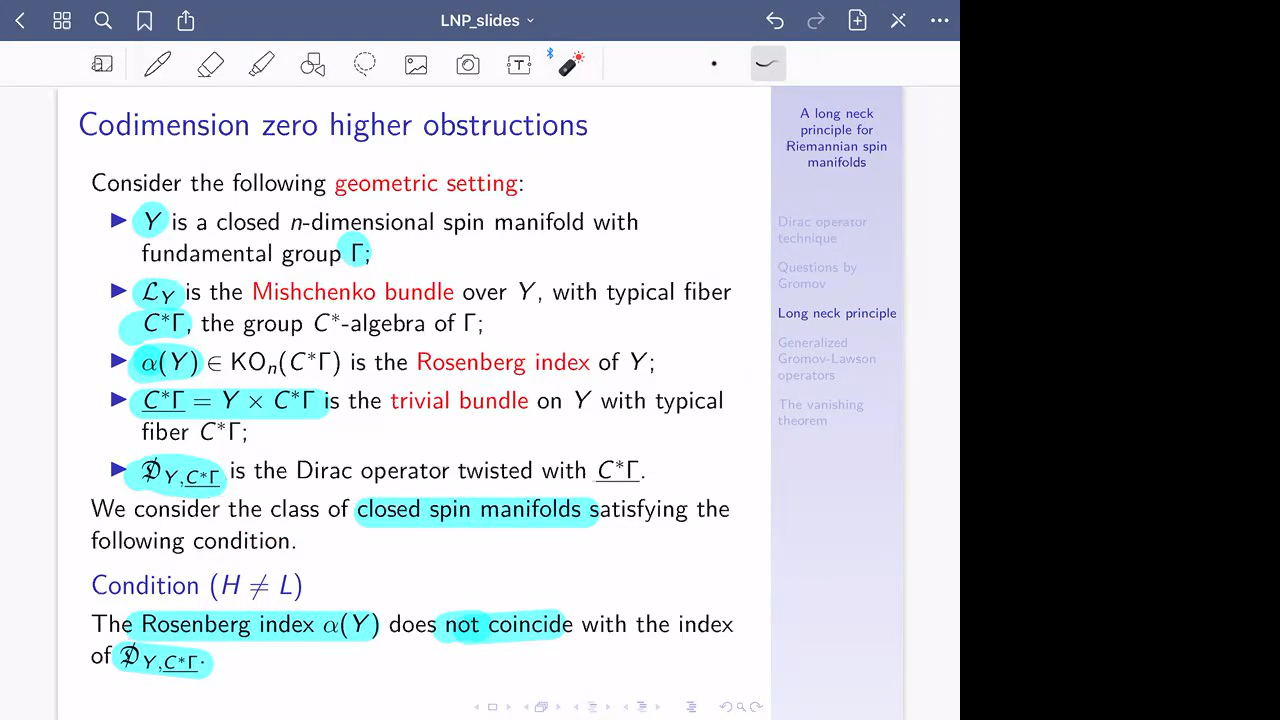 LNP_slides
T
Codimension zero higher obstructions
Consider the following geometric setting:
Y is a closed n-dimensional spin manifold with
fundamental group Γ;
ℒ_Y is the Mishchenko bundle over Y, with typical fiber
C*Γ, the group C*-algebra of Γ;
α(Y) ∈ KO_n(C*Γ) is the Rosenberg index of Y;
C*Γ = Y × C*Γ is the trivial bundle on Y with typical
fiber C*Γ;
D̸_{Y,C*Γ} is the Dirac operator twisted with C*Γ.
We consider the class of closed spin manifolds satisfying the
following condition.
Condition (H ≠ L)
The Rosenberg index α(Y) does not coincide with the index
of D̸_{Y,C*Γ}.
A long neck
principle for
Riemannian spin
manifolds
Dirac operator
technique
Questions by
Gromov
Long neck principle
Generalized
Gromov-Lawson
operators
The vanishing
theorem